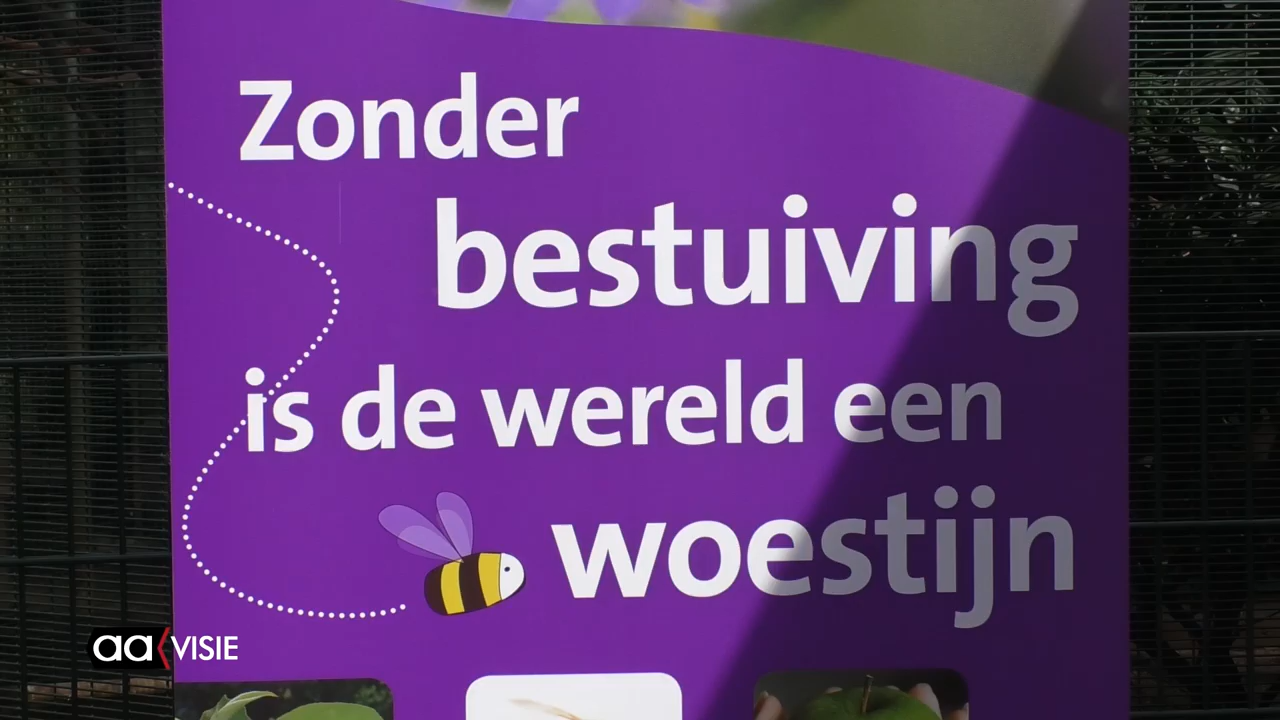 Zonder
bestuiving
is de wereld een
woestijn
aa VISIE